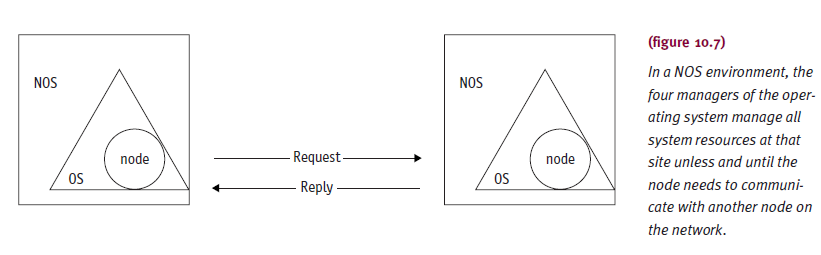 NOS
OS
node
Request
Reply
NOS
OS
node
(figure 10.7)
In a NOS environment, the
four managers of the oper-
ating system manage all
system resources at that
site unless and until the
node needs to communi-
cate with another node on
the network.